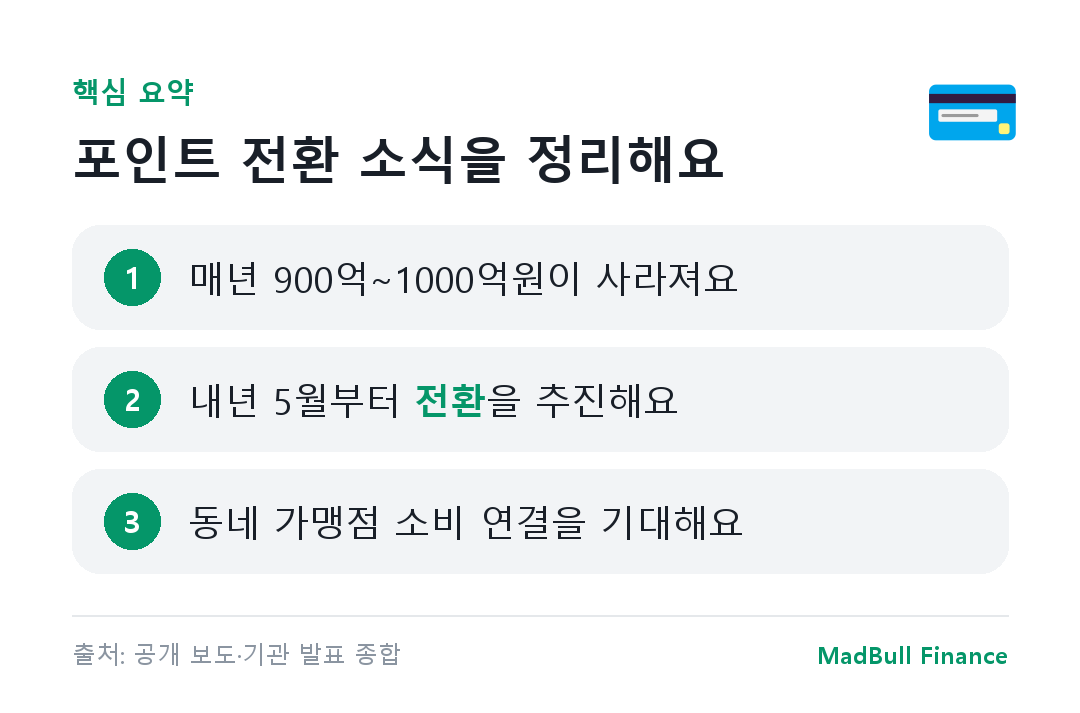 핵심 요약
포인트 전환 소식을 정리해요
1 매년 900억~1000억원이 사라져요
2 내년 5월부터 전환을 추진해요
3 동네 가맹점 소비 연결을 기대해요
출처: 공개 보도·기관 발표 종합
MadBull Finance